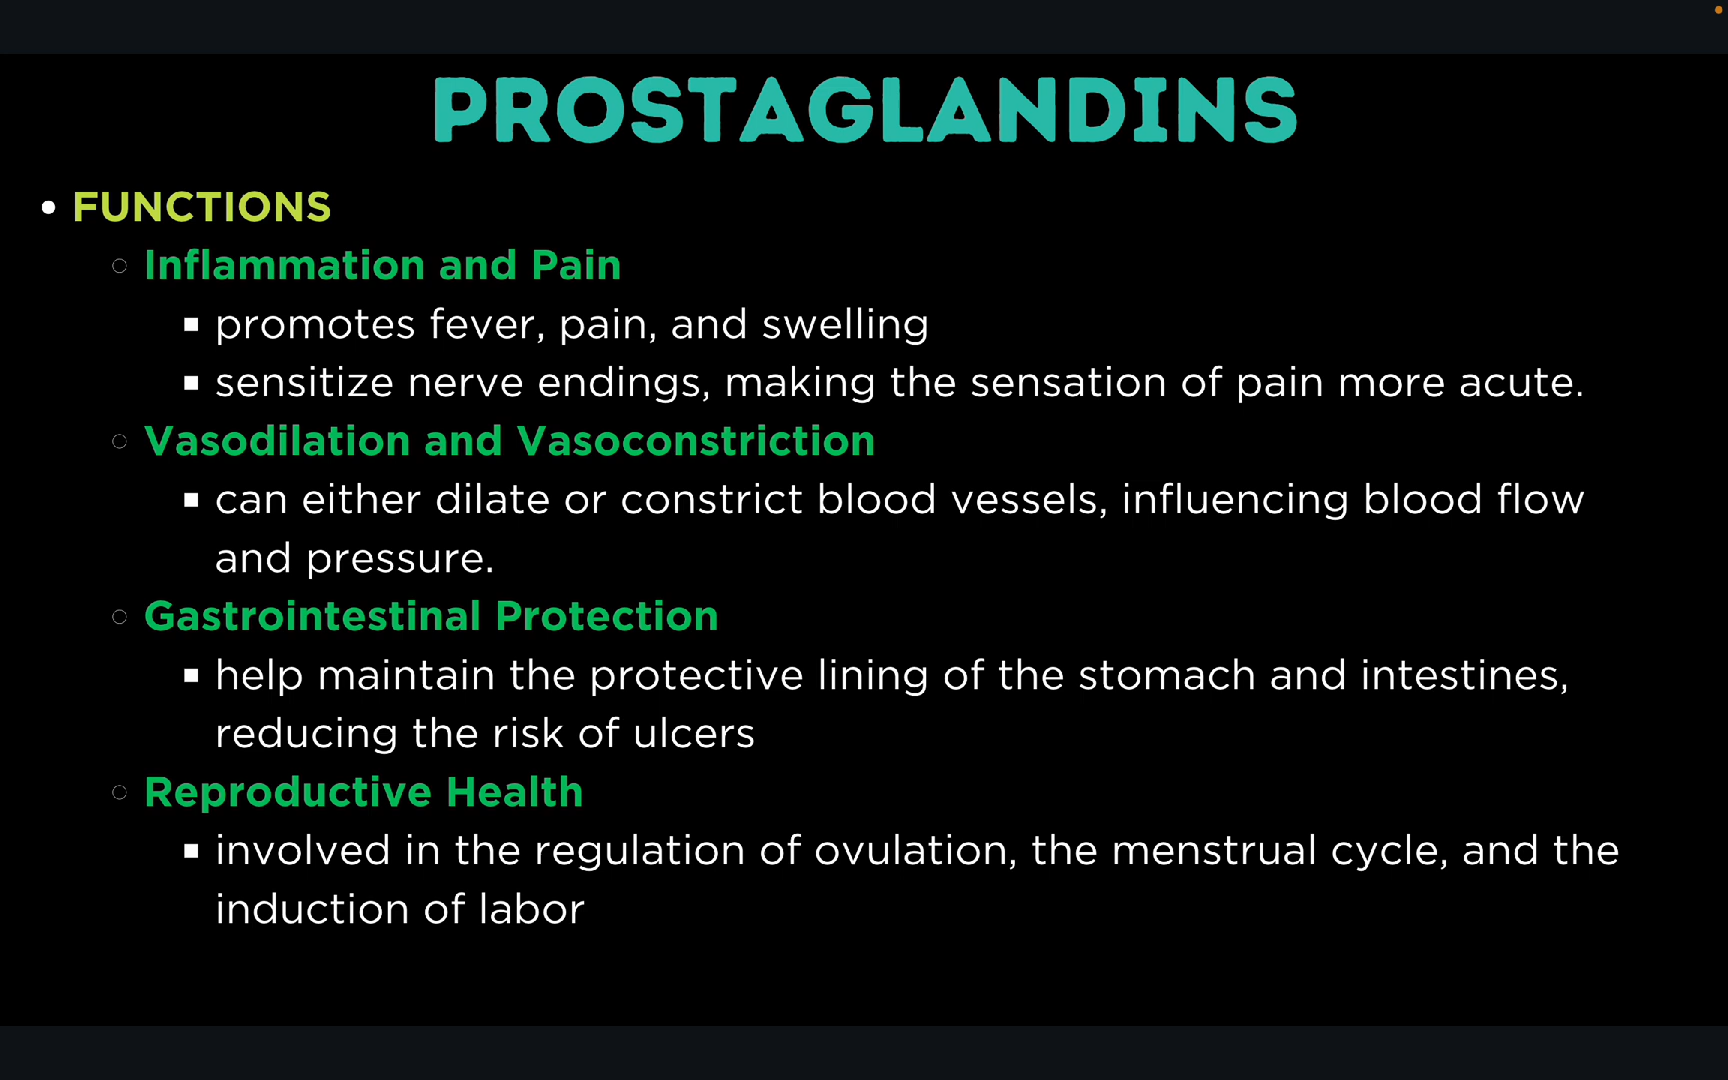 PROSTAGLANDINS
FUNCTIONS
Inflammation and Pain
promotes fever, pain, and swelling
sensitize nerve endings, making the sensation of pain more acute.
Vasodilation and Vasoconstriction
can either dilate or constrict blood vessels, influencing blood flow
and pressure.
Gastrointestinal Protection
help maintain the protective lining of the stomach and intestines,
reducing the risk of ulcers
Reproductive Health
involved in the regulation of ovulation, the menstrual cycle, and the
induction of labor